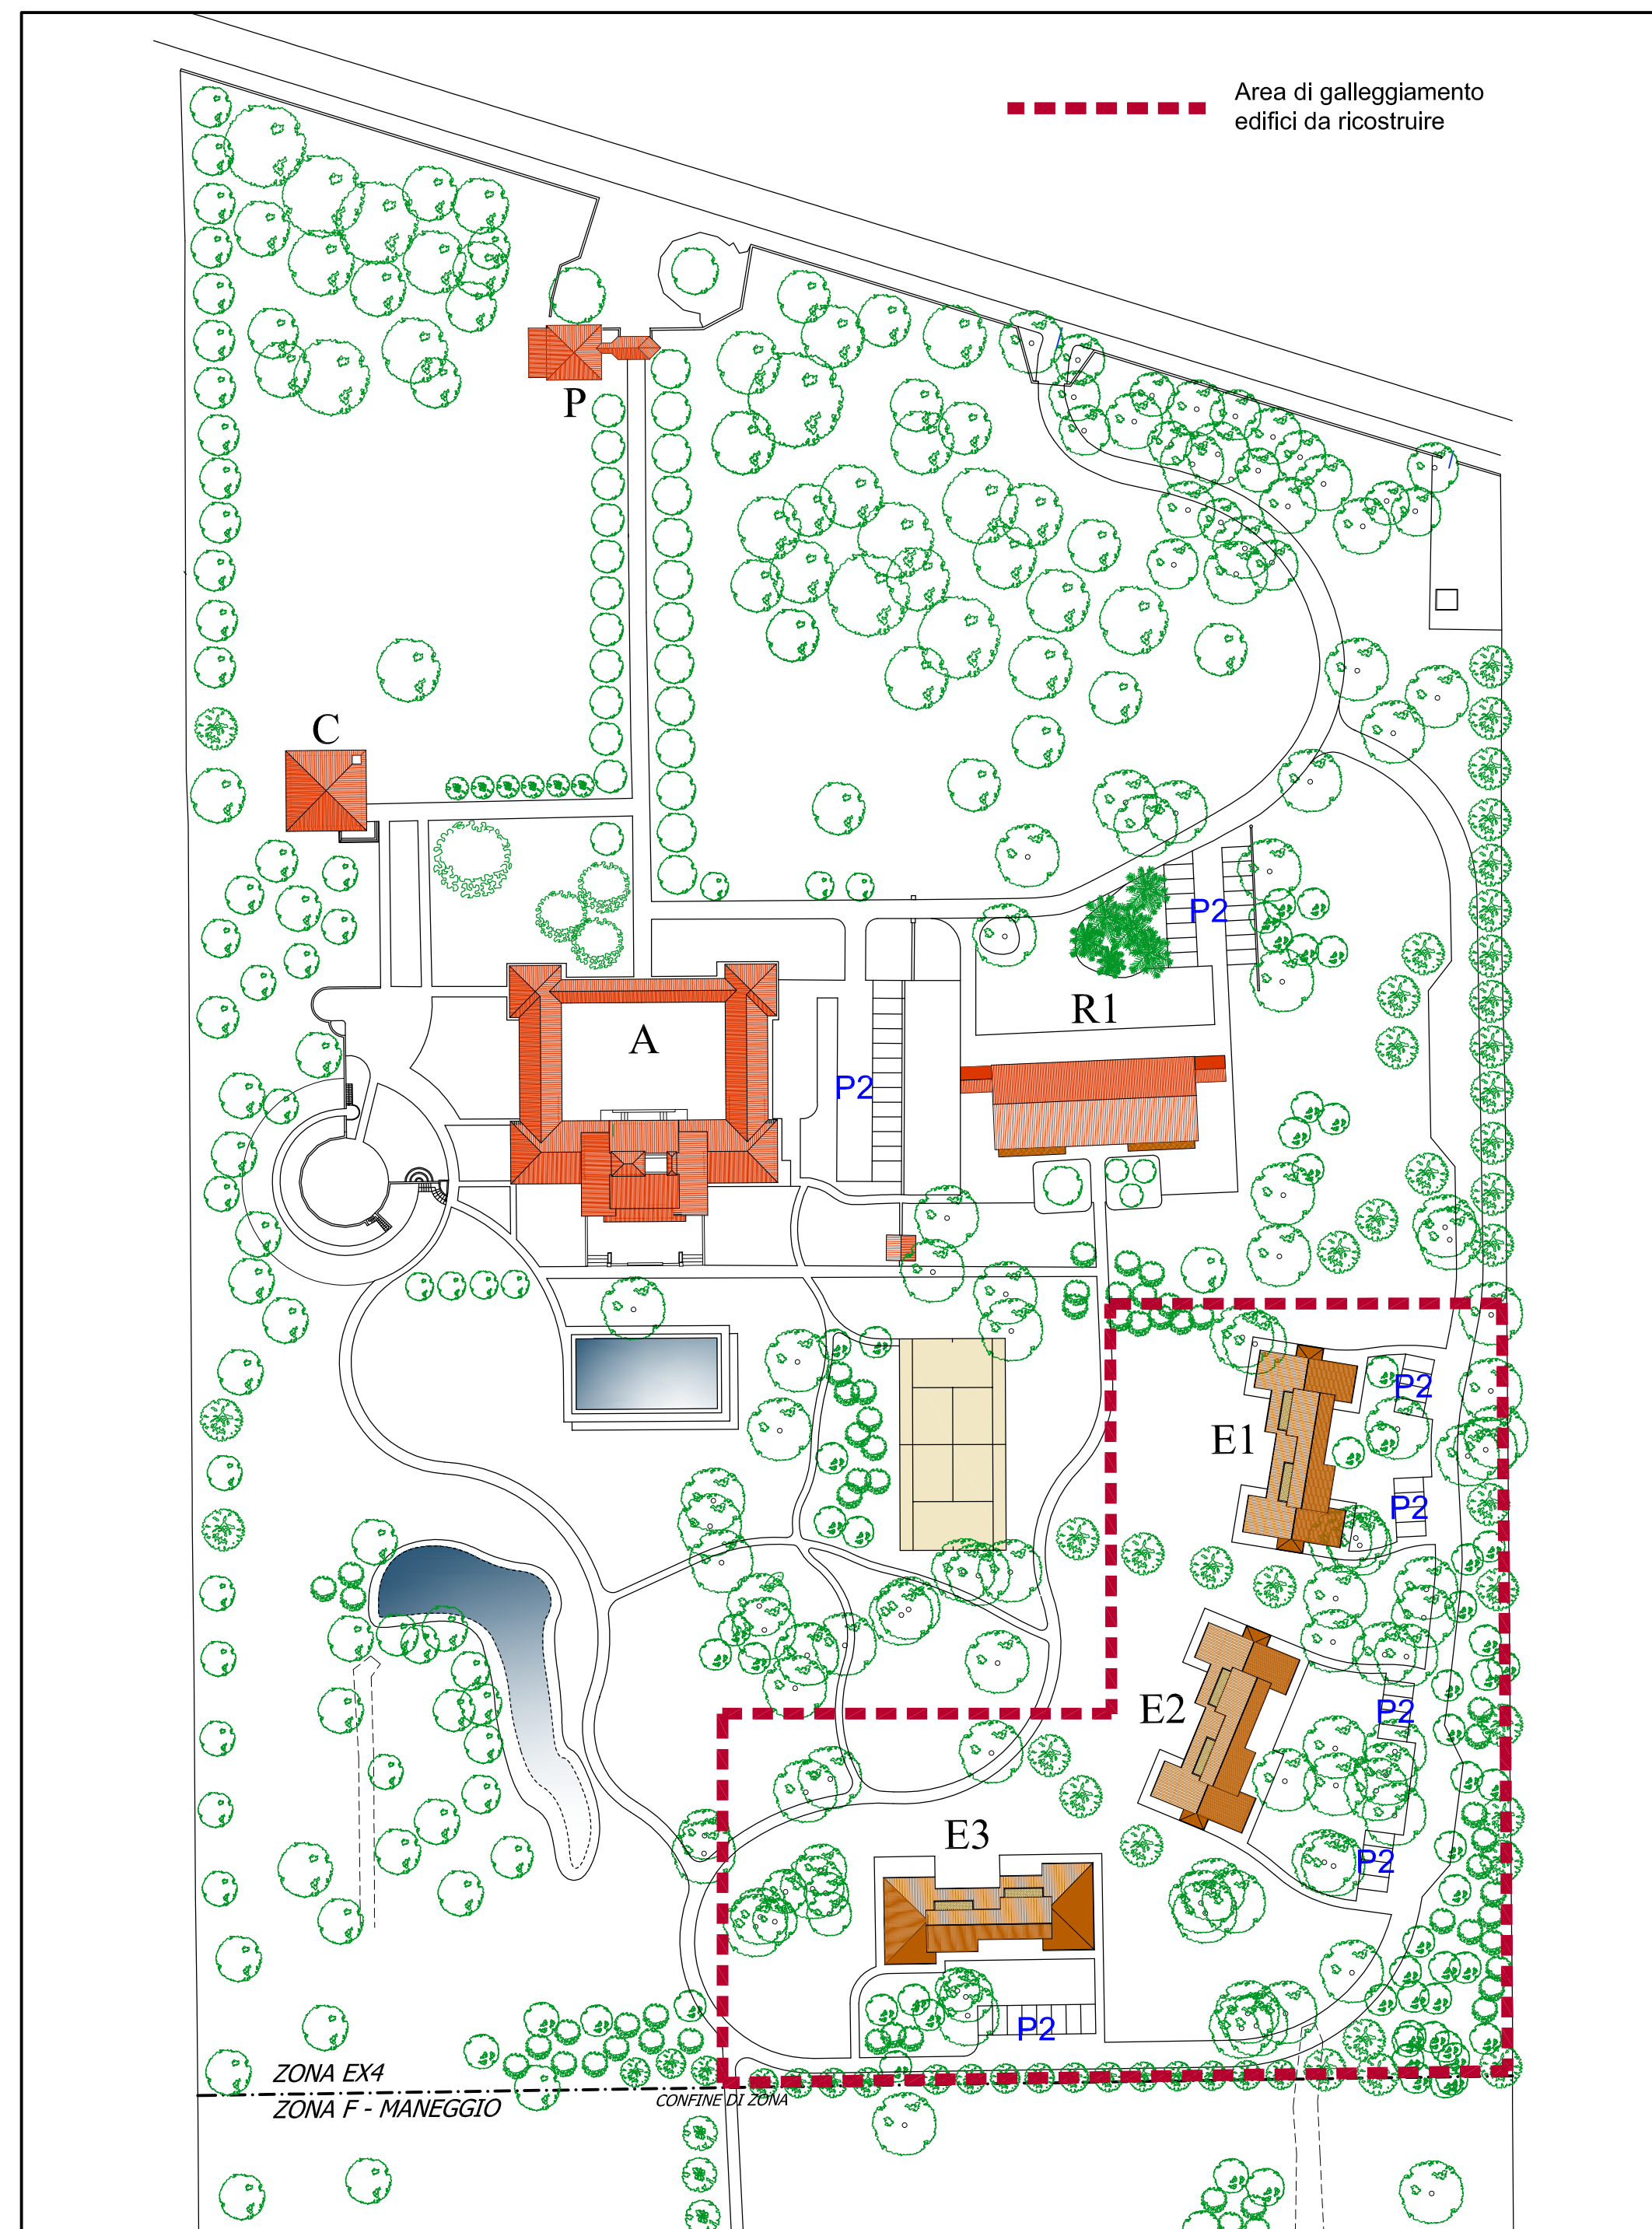 Area di galleggiamento
edifici da ricostruire
P
C
P2
R1
A
P2
P2
E1
P2
E2
P2
E3
P2
P2
ZONA EX4
CONFINE DI ZONA
ZONA F - MANEGGIO